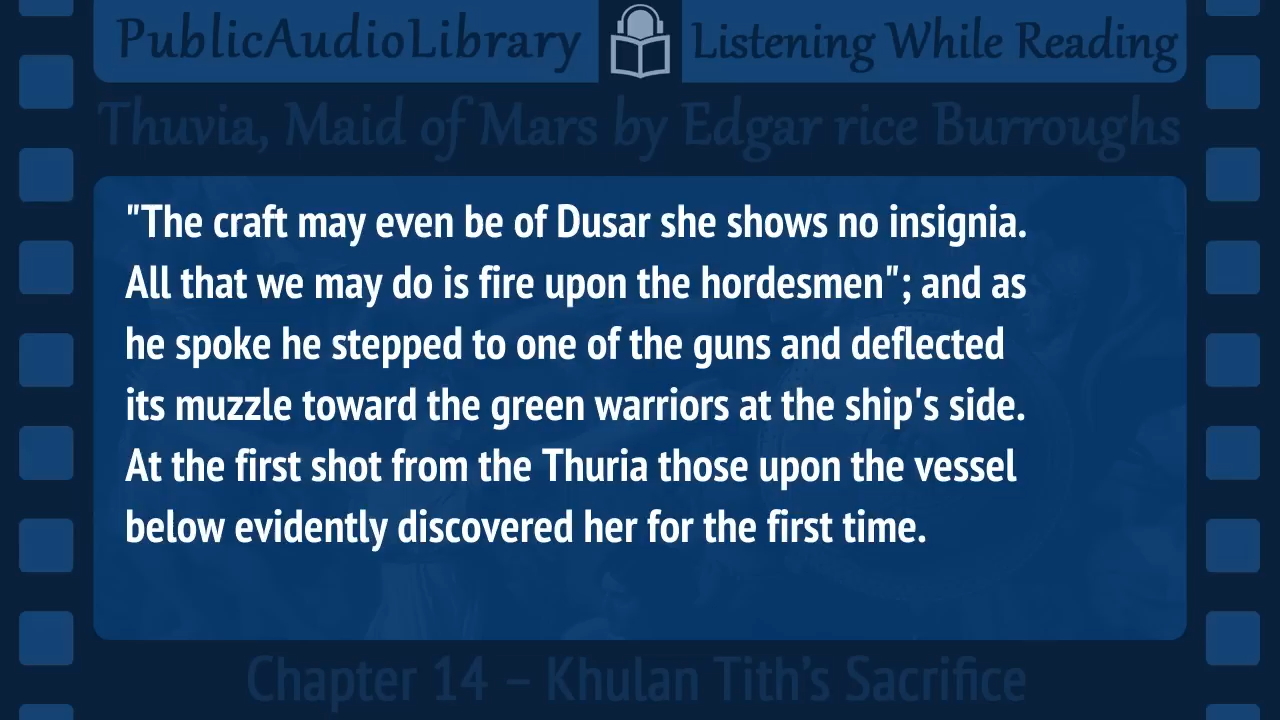 PublicAudioLibrary Listening While Reading
Thuvia, Maid of Mars by Edgar rice Burroughs
"The craft may even be of Dusar she shows no insignia.
All that we may do is fire upon the hordesmen"; and as
he spoke he stepped to one of the guns and deflected
its muzzle toward the green warriors at the ship's side.
At the first shot from the Thuria those upon the vessel
below evidently discovered her for the first time.
Chapter 14 – Khulan Tith’s Sacrifice